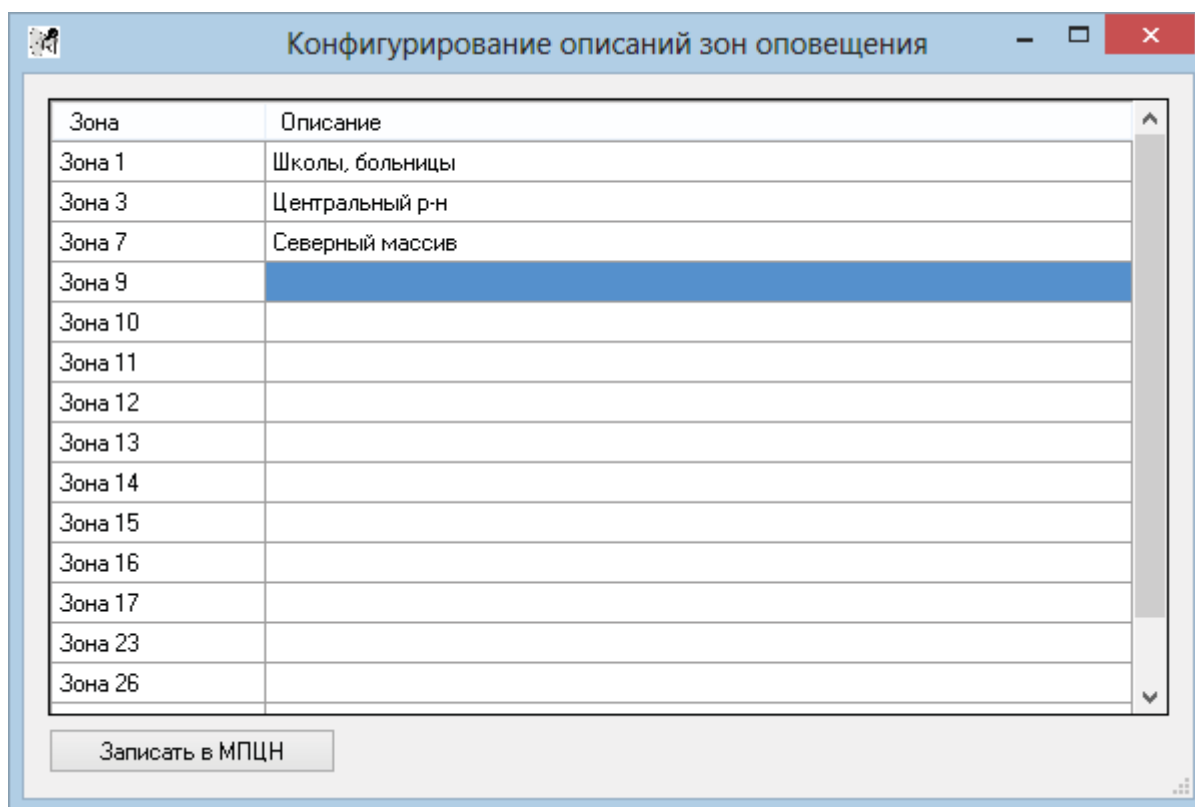 Конфигурирование описаний зон оповещения
Зона Описание
Зона 1 Школы, больницы
Зона 3 Центральный р-н
Зона 7 Северный массив
Зона 9
Зона 10
Зона 11
Зона 12
Зона 13
Зона 14
Зона 15
Зона 16
Зона 17
Зона 23
Зона 26
Записать в МПЦН